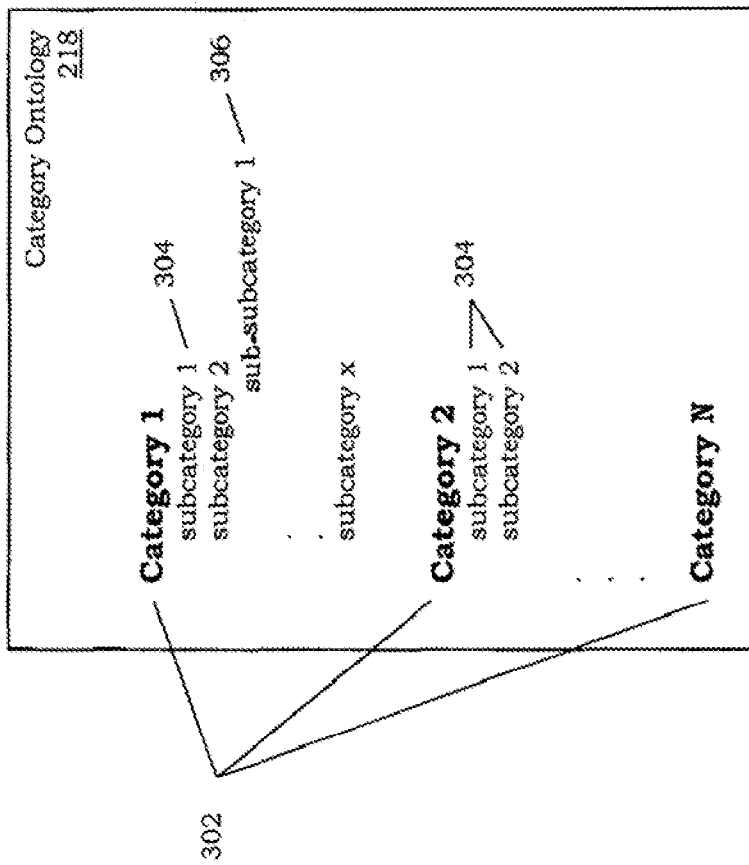 Category Ontology
218
Category 1
subcategory 1
304
subcategory 2
sub-subcategory 1
306
. .
subcategory x
Category 2
subcategory 1
304
subcategory 2
. . .
Category N
302